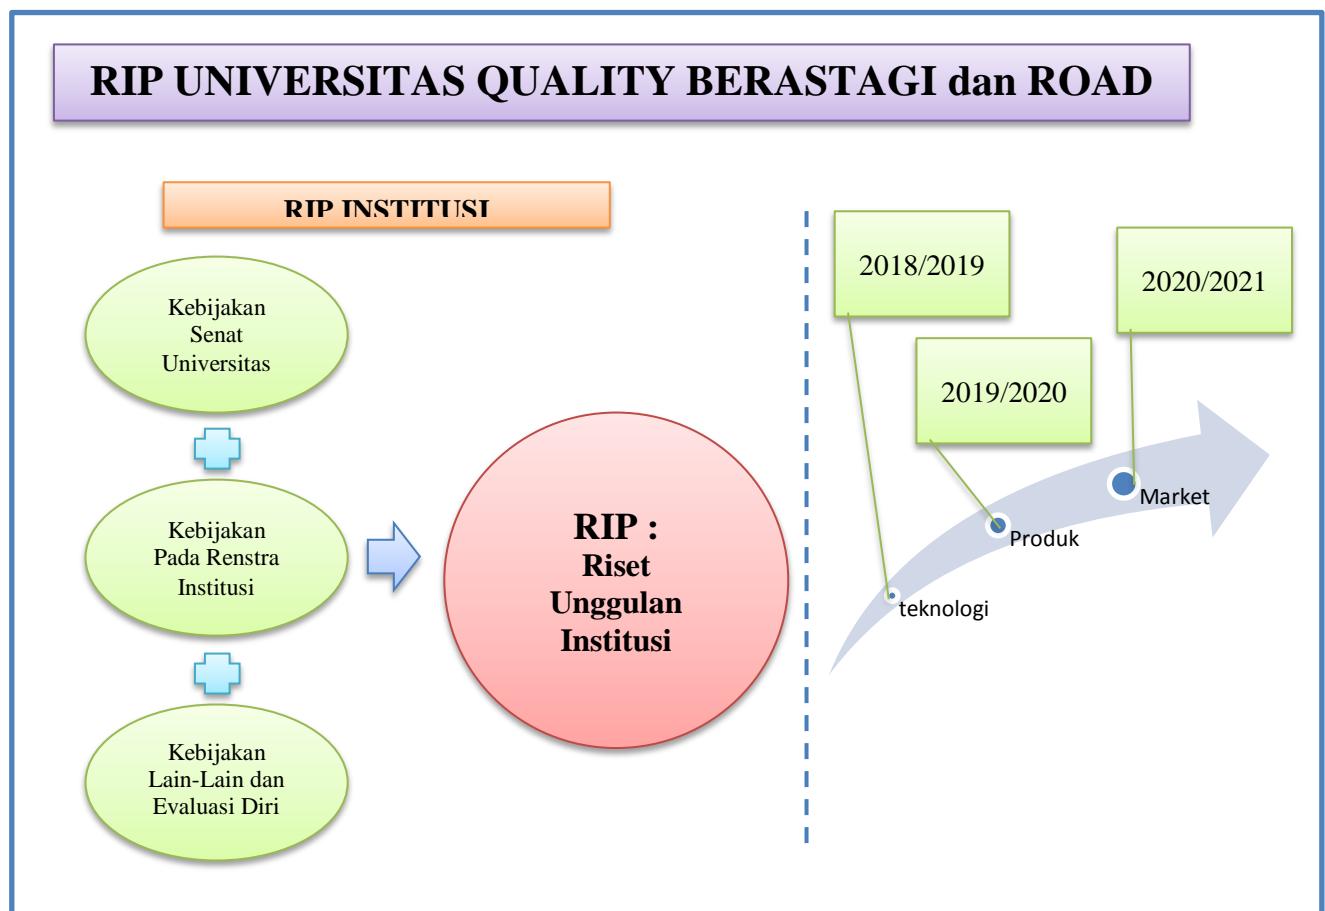 RIP UNIVERSITAS QUALITY BERASTAGI dan ROAD
RIP INSTITUSI
Kebijakan
Senat
Universitas
Kebijakan
Pada Renstra
Institusi
Kebijakan
Lain-Lain dan
Evaluasi Diri
RIP :
Riset
Unggulan
Institusi
2018/2019
2019/2020
2020/2021
teknologi
Produk
Market